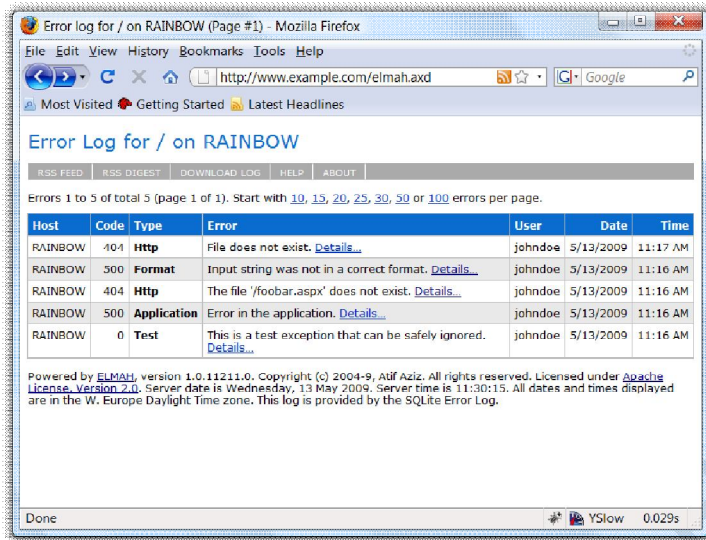 Error log for / on RAINBOW (Page #1) - Mozilla Firefox
File Edit View History Bookmarks Tools Help
http://www.example.com/elmah.axd
G Google
Most Visited Getting Started Latest Headlines
Error Log for / on RAINBOW
RSS FEED RSS DIGEST DOWNLOAD LOG HELP ABOUT
Errors 1 to 5 of total 5 (page 1 of 1). Start with 10, 15, 20, 25, 30, 50 or 100 errors per page.
Host Code Type Error User Date Time
RAINBOW 404 Http File does not exist. Details... johndoe 5/13/2009 11:17 AM
RAINBOW 500 Format Input string was not in a correct format. Details... johndoe 5/13/2009 11:16 AM
RAINBOW 404 Http The file '/foobar.aspx' does not exist. Details... johndoe 5/13/2009 11:16 AM
RAINBOW 500 Application Error in the application. Details... johndoe 5/13/2009 11:16 AM
RAINBOW 0 Test This is a test exception that can be safely ignored. johndoe 5/13/2009 11:16 AM
Details...
Powered by ELMAH, version 1.0.11211.0. Copyright (c) 2004-9, Atif Aziz. All rights reserved. Licensed under Apache
License, Version 2.0. Server date is Wednesday, 13 May 2009. Server time is 11:30:15. All dates and times displayed
are in the W. Europe Daylight Time zone. This log is provided by the SQLite Error Log.
Done YSlow 0.029s